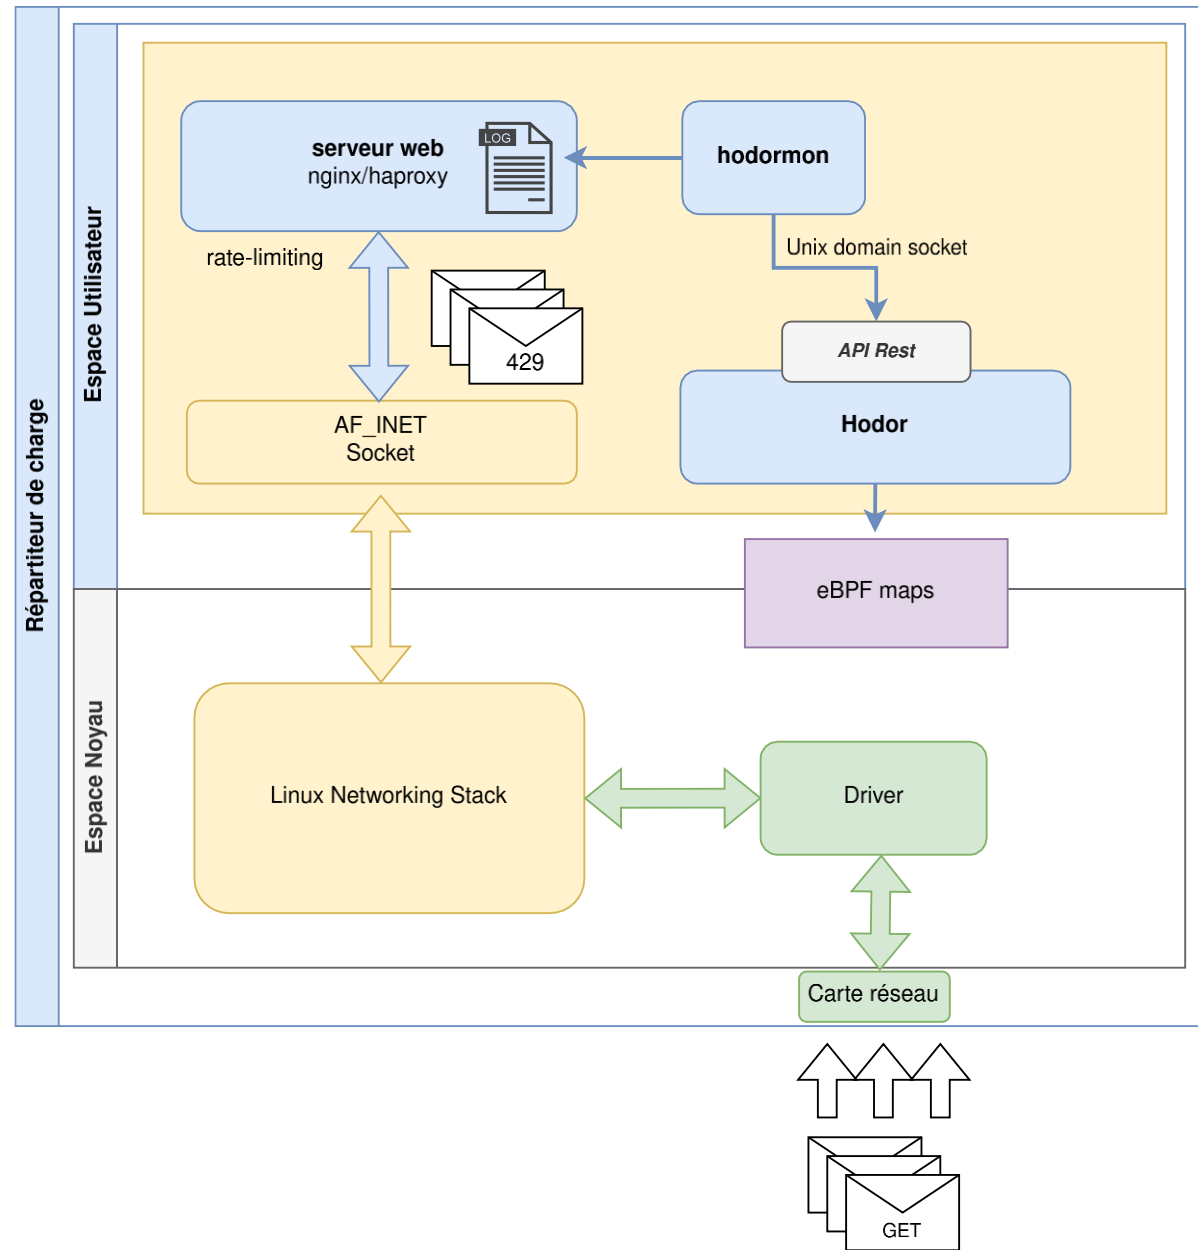 Répartiteur de charge
Espace Utilisateur
serveur web
nginx/haproxy
LOG
hodormon
rate-limiting
Unix domain socket
429
API Rest
Hodor
AF_INET
Socket
eBPF maps
Espace Noyau
Linux Networking Stack
Driver
Carte réseau
GET